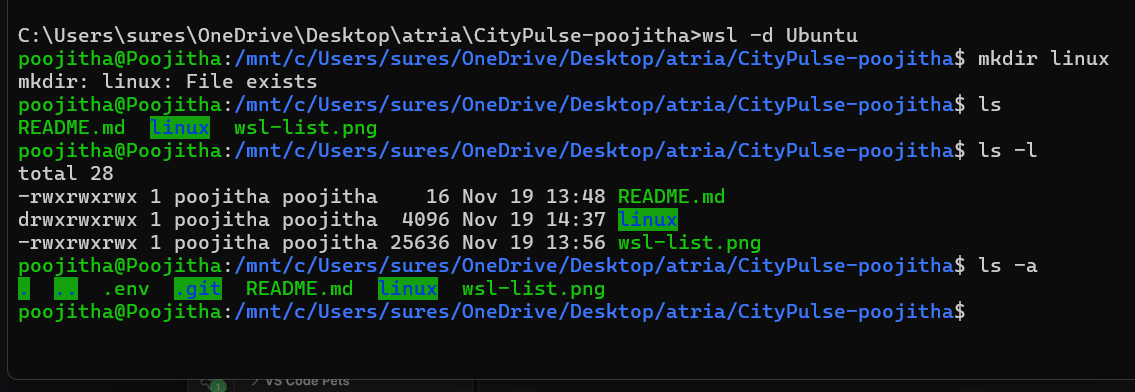 C:\Users\sures\OneDrive\Desktop\atria\CityPulse-poojitha>wsl -d Ubuntu
poojitha@Poojitha:/mnt/c/Users/sures/OneDrive/Desktop/atria/CityPulse-poojitha$ mkdir linux
mkdir: linux: File exists
poojitha@Poojitha:/mnt/c/Users/sures/OneDrive/Desktop/atria/CityPulse-poojitha$ ls
README.md  linux  wsl-list.png
poojitha@Poojitha:/mnt/c/Users/sures/OneDrive/Desktop/atria/CityPulse-poojitha$ ls -l
total 28
-rwxrwxrwx 1 poojitha poojitha    16 Nov 19 13:48 README.md
drwxrwxrwx 1 poojitha poojitha  4096 Nov 19 14:37 linux
-rwxrwxrwx 1 poojitha poojitha 25636 Nov 19 13:56 wsl-list.png
poojitha@Poojitha:/mnt/c/Users/sures/OneDrive/Desktop/atria/CityPulse-poojitha$ ls -a
.  ..  .env  .git  README.md  linux  wsl-list.png
poojitha@Poojitha:/mnt/c/Users/sures/OneDrive/Desktop/atria/CityPulse-poojitha$
1 > VS Code Pets